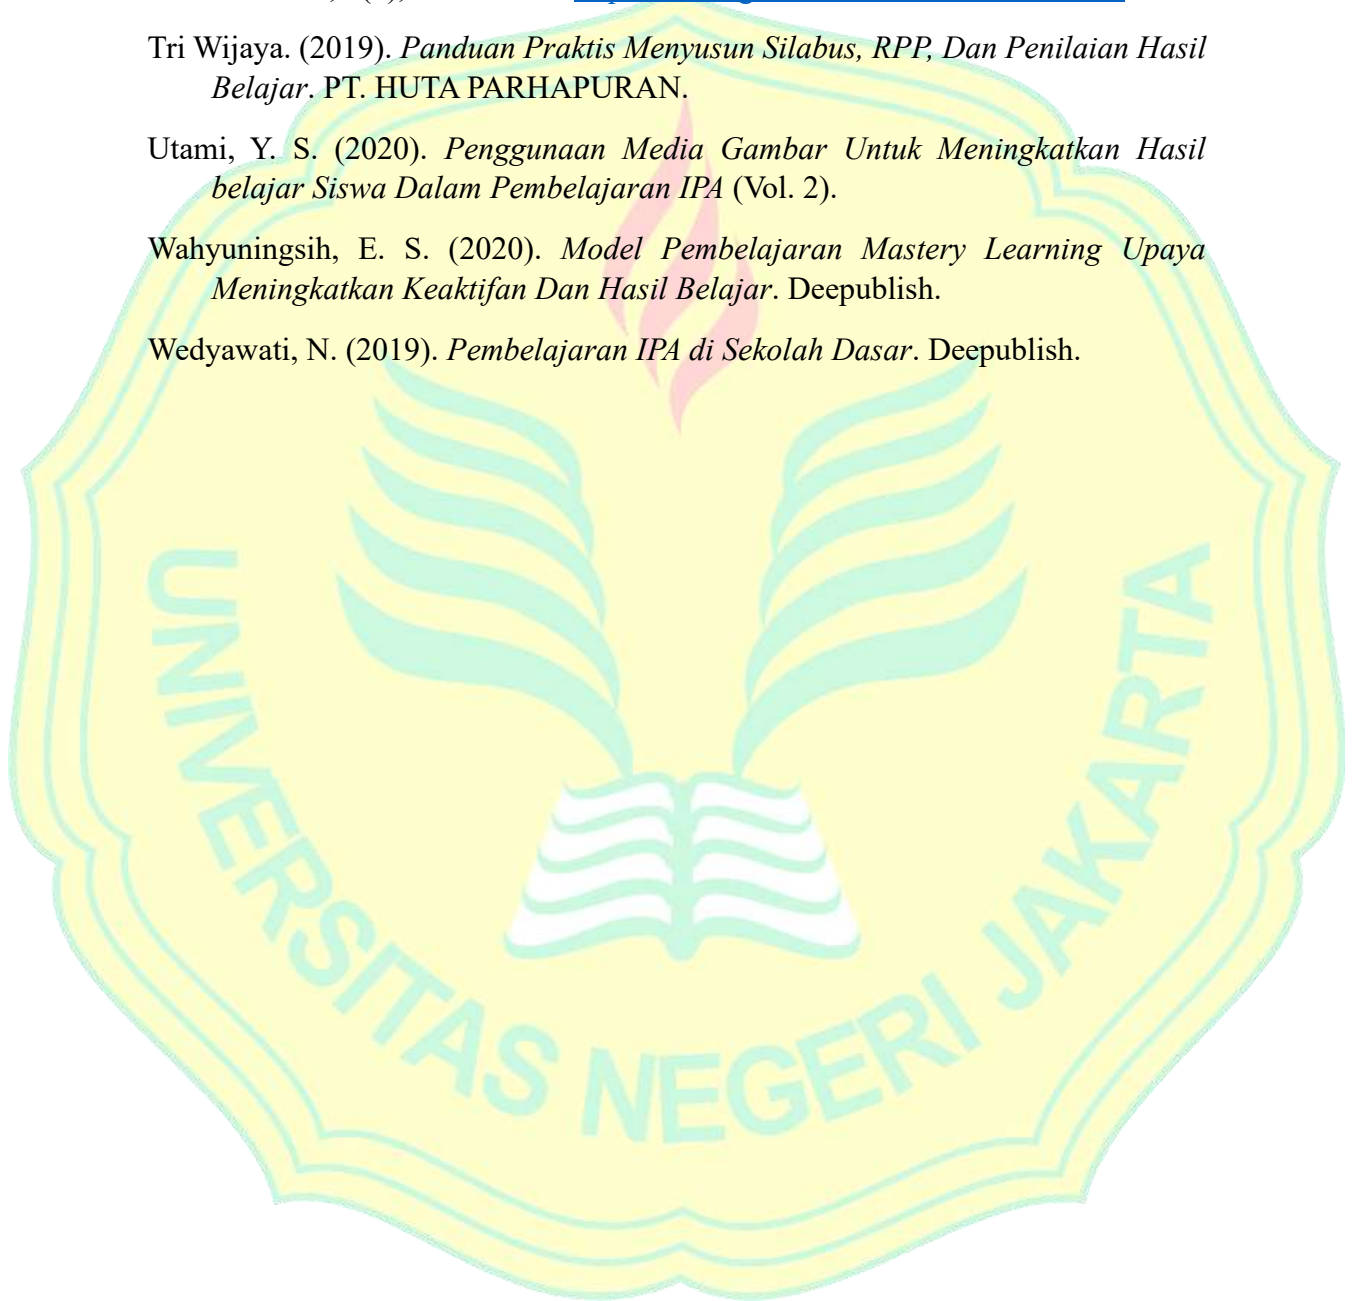 Tri Wijaya. (2019). Panduan Praktis Menyusun Silabus, RPP, Dan Penilaian Hasil
Belajar. PT. HUTA PARHAPURAN.
Utami, Y. S. (2020). Penggunaan Media Gambar Untuk Meningkatkan Hasil
belajar Siswa Dalam Pembelajaran IPA (Vol. 2).
Wahyuningsih, E. S. (2020). Model Pembelajaran Mastery Learning Upaya
Meningkatkan Keaktifan Dan Hasil Belajar. Deepublish.
Wedyawati, N. (2019). Pembelajaran IPA di Sekolah Dasar. Deepublish.
UNIVERSITAS NEGERI JAKARTA